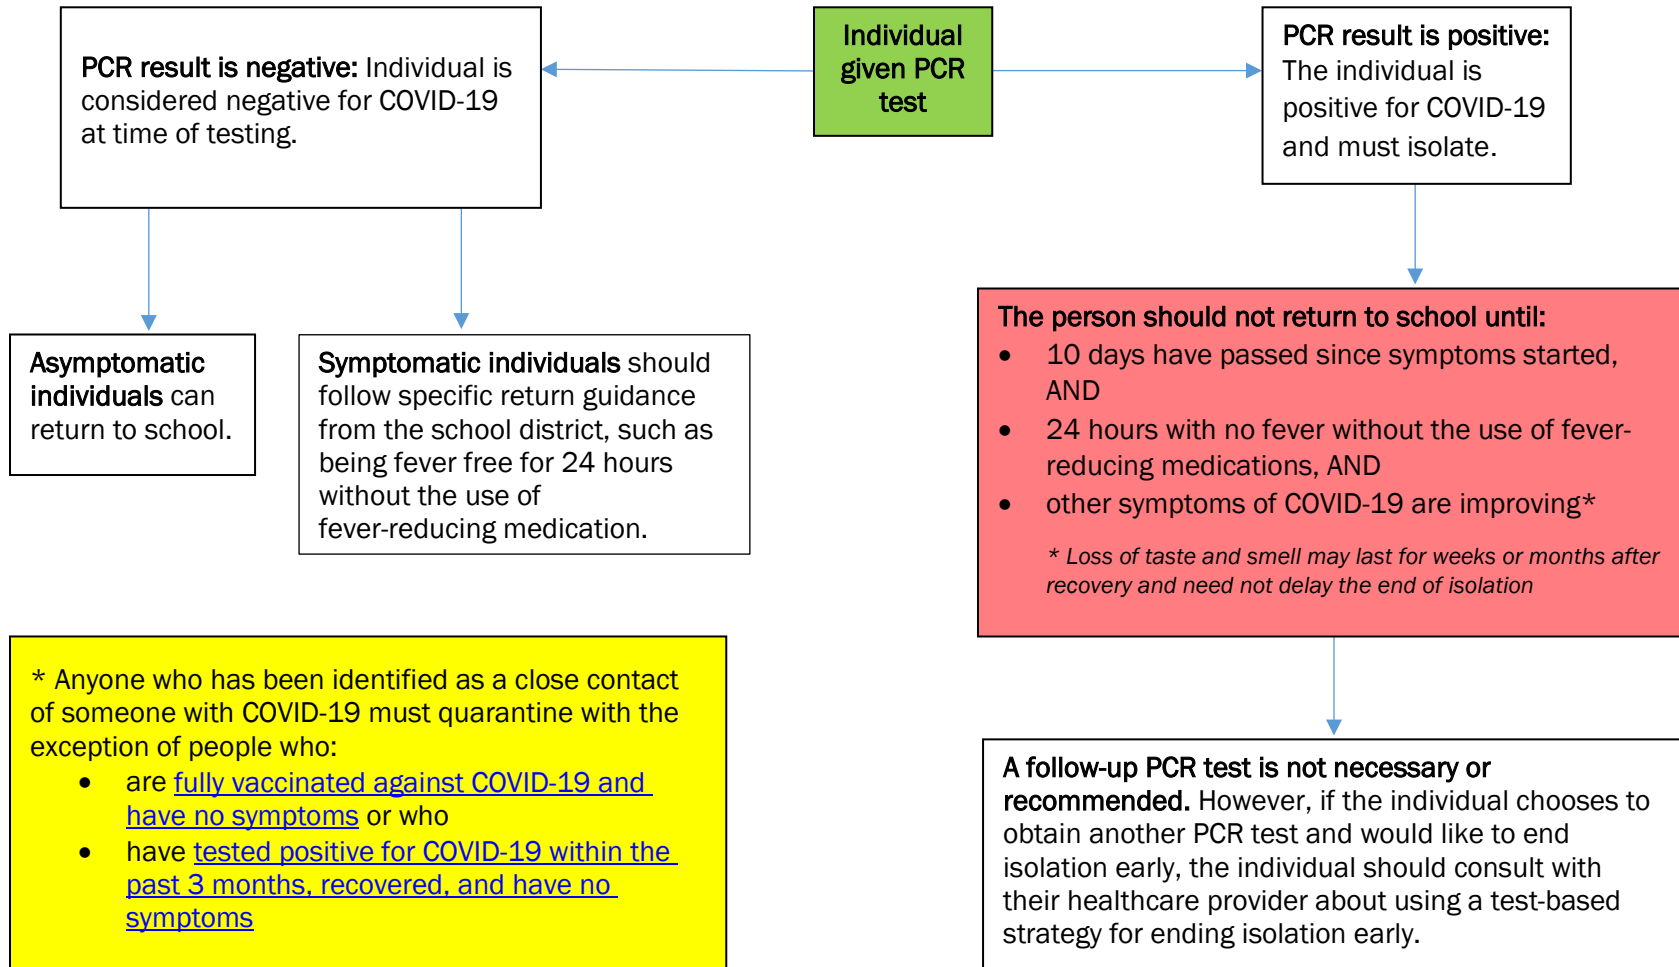 PCR result is negative: Individual is
considered negative for COVID-19
at time of testing.
Individual
given PCR
test
PCR result is positive:
The individual is
positive for COVID-19
and must isolate.
Asymptomatic
individuals can
return to school.
Symptomatic individuals should
follow specific return guidance
from the school district, such as
being fever free for 24 hours
without the use of
fever-reducing medication.
The person should not return to school until:
• 10 days have passed since symptoms started,
AND
• 24 hours with no fever without the use of fever-
reducing medications, AND
• other symptoms of COVID-19 are improving*
* Loss of taste and smell may last for weeks or months after
recovery and need not delay the end of isolation
* Anyone who has been identified as a close contact
of someone with COVID-19 must quarantine with the
exception of people who:
• are fully vaccinated against COVID-19 and
have no symptoms or who
• have tested positive for COVID-19 within the
past 3 months, recovered, and have no
symptoms
A follow-up PCR test is not necessary or
recommended. However, if the individual chooses to
obtain another PCR test and would like to end
isolation early, the individual should consult with
their healthcare provider about using a test-based
strategy for ending isolation early.